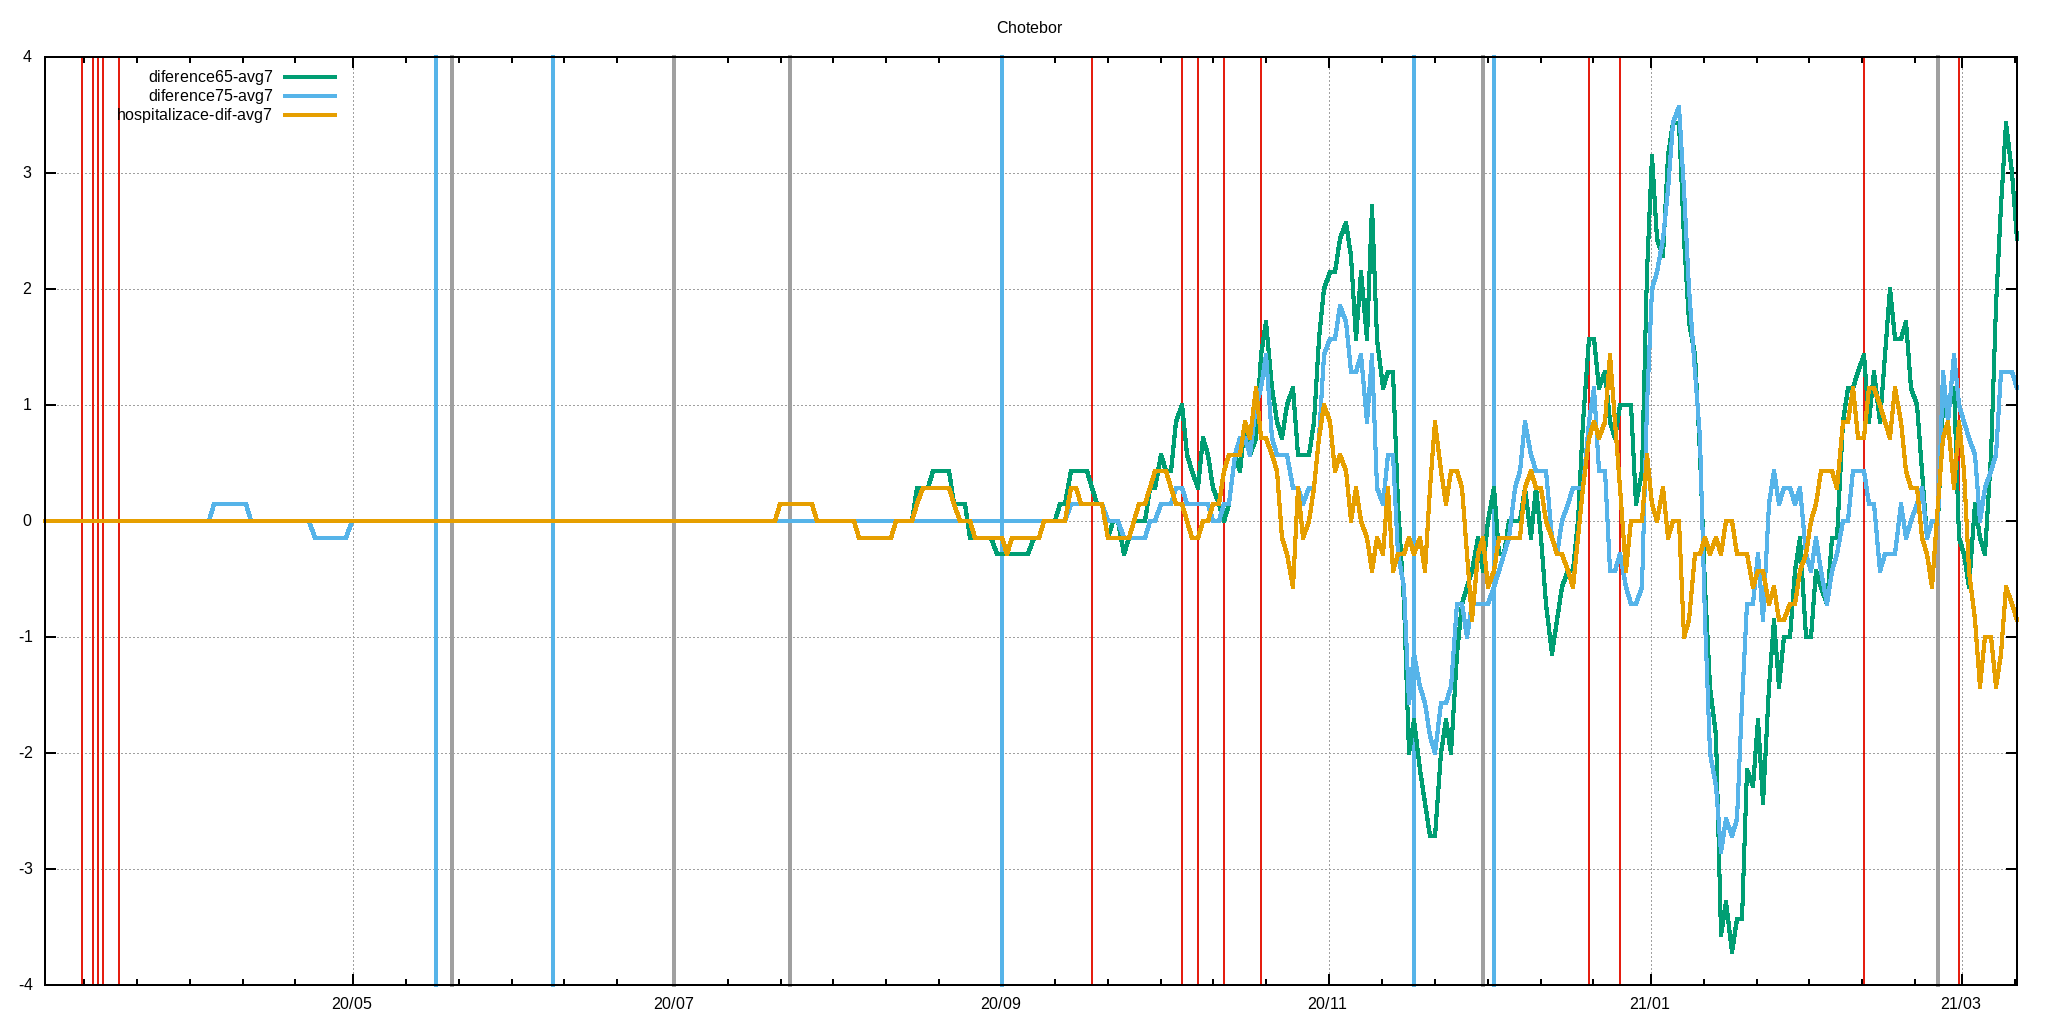 Chotebor
diference65-avg7
diference75-avg7
hospitalizace-dif-avg7
4
3
2
1
0
-1
-2
-3
-4
20/05 20/07 20/09 20/11 21/01 21/03